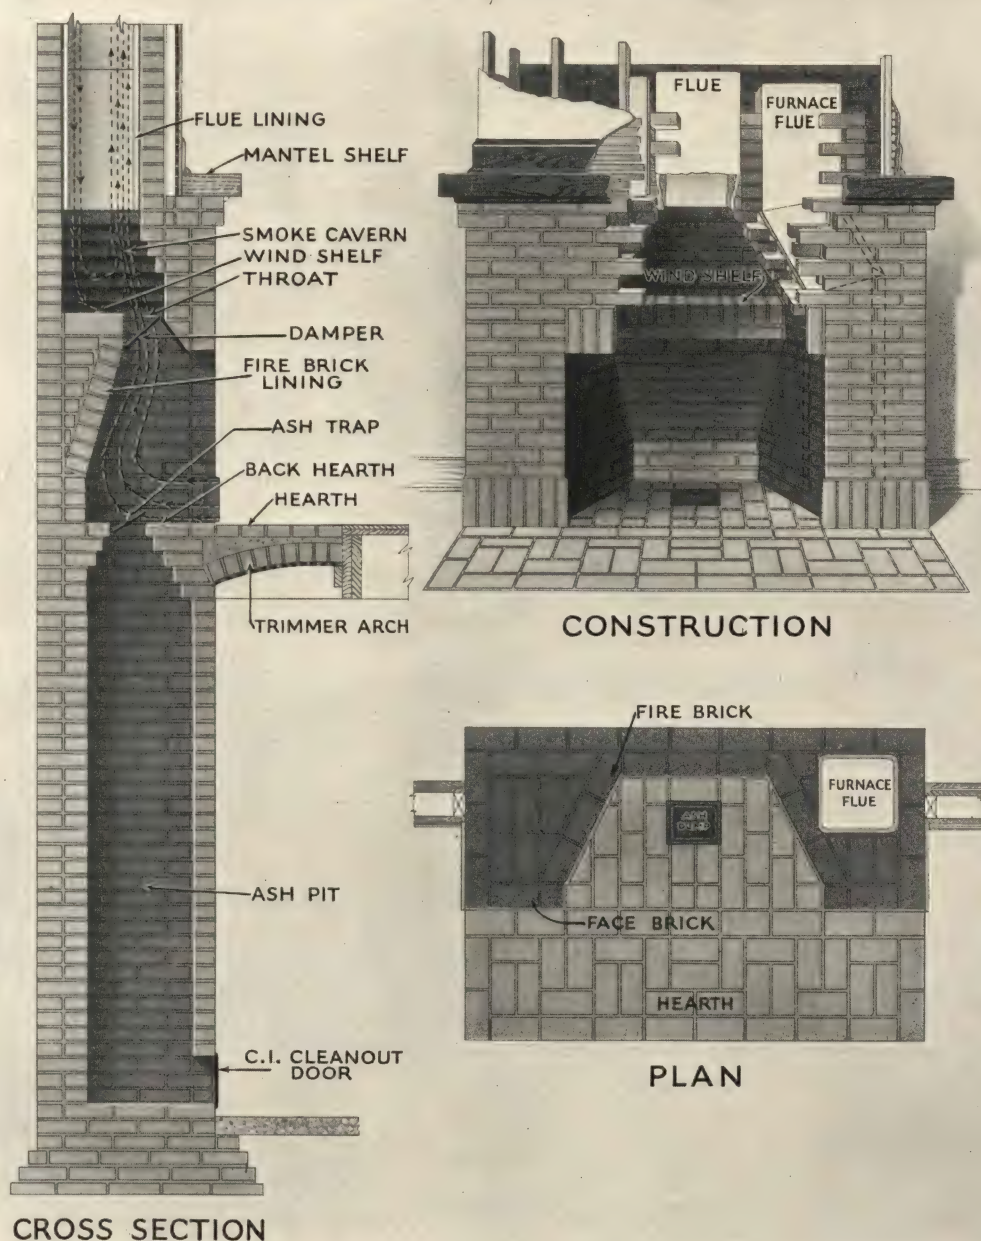 FLUE LINING
MANTEL SHELF
SMOKE CAVERN
WIND SHELF
THROAT
DAMPER
FIRE BRICK
LINING
ASH TRAP
BACK HEARTH
HEARTH
TRIMMER ARCH
ASH PIT
C.I. CLEANOUT
DOOR
CROSS SECTION
FLUE
FURNACE
FLUE
WIND SHELF
CONSTRUCTION
FIRE BRICK
FURNACE
FLUE
ASH
DUMP
FACE BRICK
HEARTH
PLAN